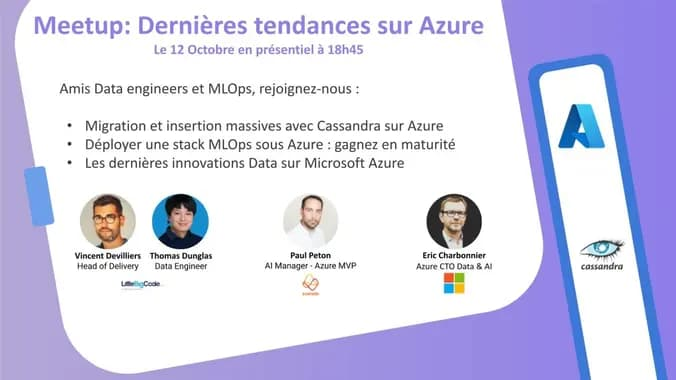 Meetup: Dernières tendances sur Azure
Le 12 Octobre en présentiel à 18h45
Amis Data engineers et MLOps, rejoignez-nous :
• Migration et insertion massives avec Cassandra sur Azure
• Déployer une stack MLOps sous Azure : gagnez en maturité
• Les dernières innovations Data sur Microsoft Azure
Vincent Devilliers
Head of Delivery
Thomas Dunglas
Data Engineer
LittleBigCode
Paul Peton
AI Manager - Azure MVP
Eric Charbonnier
Azure CTO Data & AI
cassandra